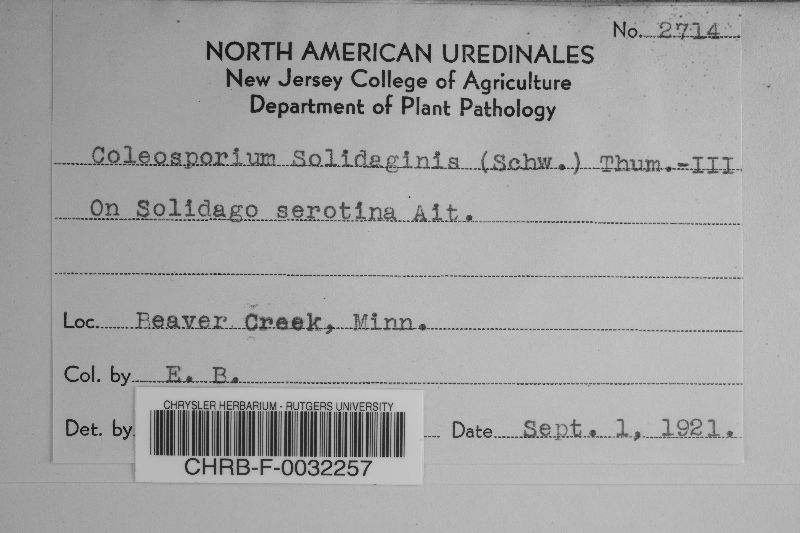 No. 2714
NORTH AMERICAN UREDINALES
New Jersey College of Agriculture
Department of Plant Pathology
Coleosporium Solidaginis (Schw.) Thum.-III
On Solidago serotina Ait.
Loc. Beaver Creek, Minn.
Col. by E. B.
Det. by
Date Sept. 1, 1921.
CHRYSLER HERBARIUM - RUTGERS UNIVERSITY
CHRB-F-0032257